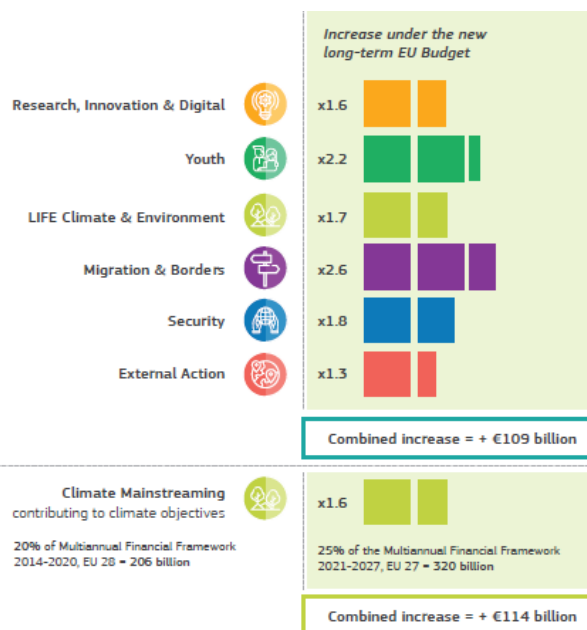 Increase under the new
long-term EU Budget
Research, Innovation & Digital x1.6
Youth x2.2
LIFE Climate & Environment x1.7
Migration & Borders x2.6
Security x1.8
External Action x1.3
Combined increase = + €109 billion
Climate Mainstreaming
contributing to climate objectives
x1.6
20% of Multiannual Financial Framework
2014-2020, EU 28 = 206 billion
25% of the Multiannual Financial Framework
2021-2027, EU 27 = 320 billion
Combined increase = + €114 billion